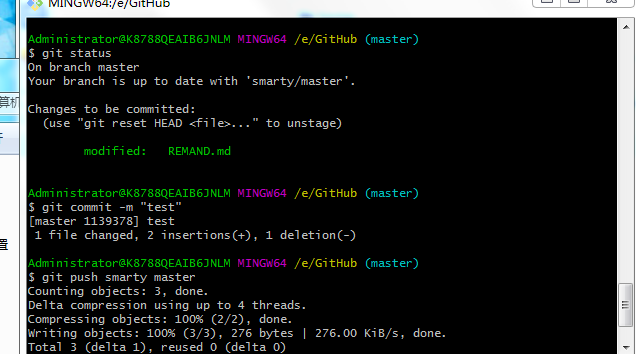 MINGW64:/e/GitHub
Administrator@K8788QEAIB6JNLM MINGW64 /e/GitHub (master)
$ git status
On branch master
Your branch is up to date with 'smarty/master'.
Changes to be committed:
(use "git reset HEAD <file>..." to unstage)
modified: REMAND.md
Administrator@K8788QEAIB6JNLM MINGW64 /e/GitHub (master)
$ git commit -m "test"
[master 1139378] test
1 file changed, 2 insertions(+), 1 deletion(-)
Administrator@K8788QEAIB6JNLM MINGW64 /e/GitHub (master)
$ git push smarty master
Counting objects: 3, done.
Delta compression using up to 4 threads.
Compressing objects: 100% (2/2), done.
Writing objects: 100% (3/3), 276 bytes | 276.00 KiB/s, done.
Total 3 (delta 1), reused 0 (delta 0)
算机
置